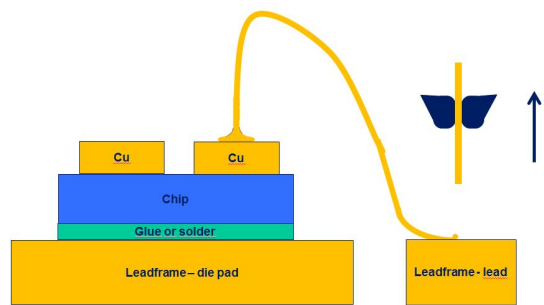 Cu
Cu
Chip
Glue or solder
Leadframe – die pad
Leadframe - lead